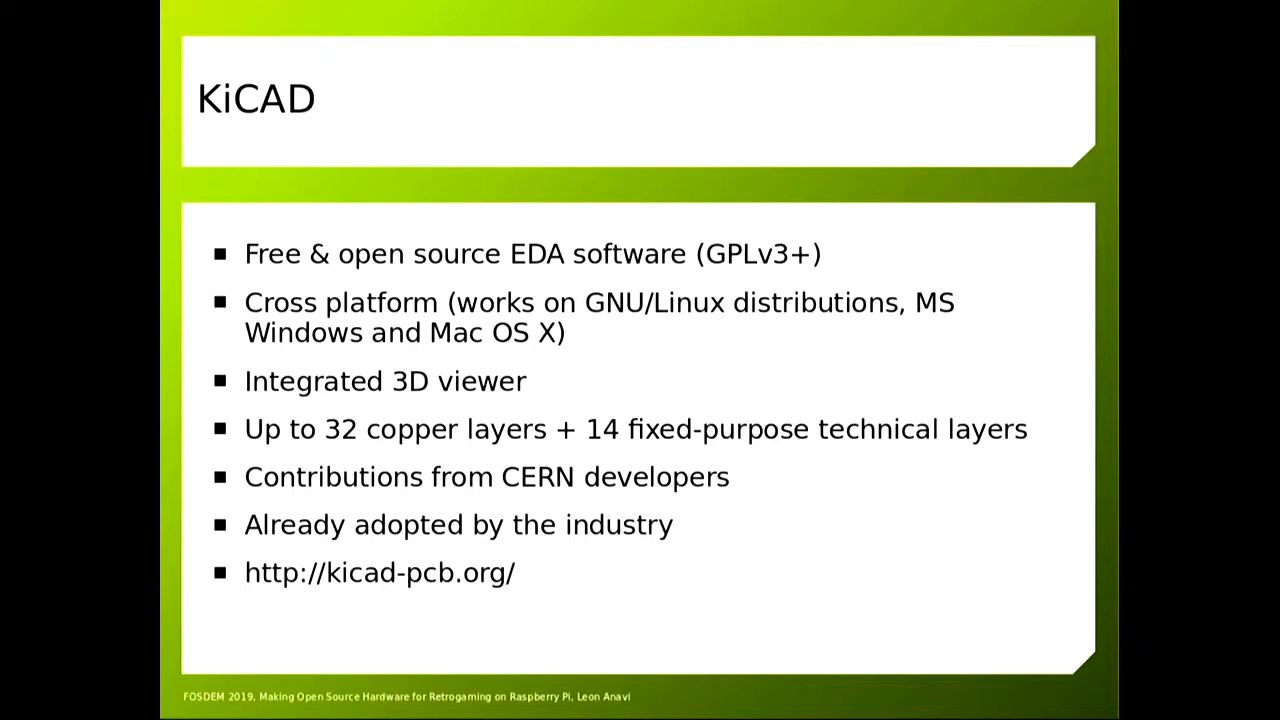 KiCAD
Free & open source EDA software (GPLv3+)
Cross platform (works on GNU/Linux distributions, MS
Windows and Mac OS X)
Integrated 3D viewer
Up to 32 copper layers + 14 fixed-purpose technical layers
Contributions from CERN developers
Already adopted by the industry
http://kicad-pcb.org/
FOSDEM 2019, Making Open Source Hardware for Retrogaming on Raspberry Pi, Leon Anavi